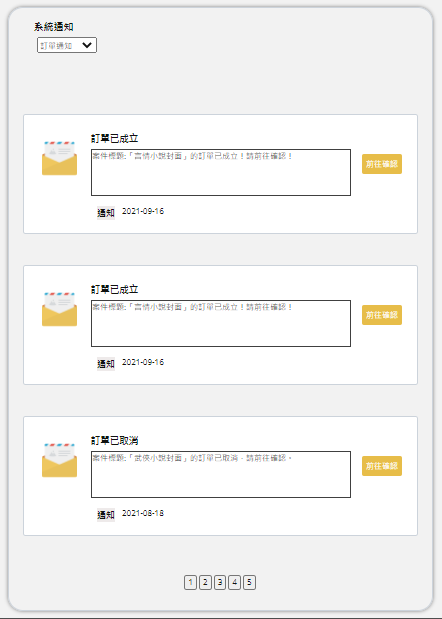 系統通知
訂單通知
訂單已成立
案件標題:「言情小說封面」的訂單已成立！請前往確認！
前往確認
通知 2021-09-16
訂單已成立
案件標題:「言情小說封面」的訂單已成立！請前往確認！
前往確認
通知 2021-09-16
訂單已取消
案件標題:「武俠小說封面」的訂單已取消，請前往確認。
前往確認
通知 2021-08-18
1 2 3 4 5